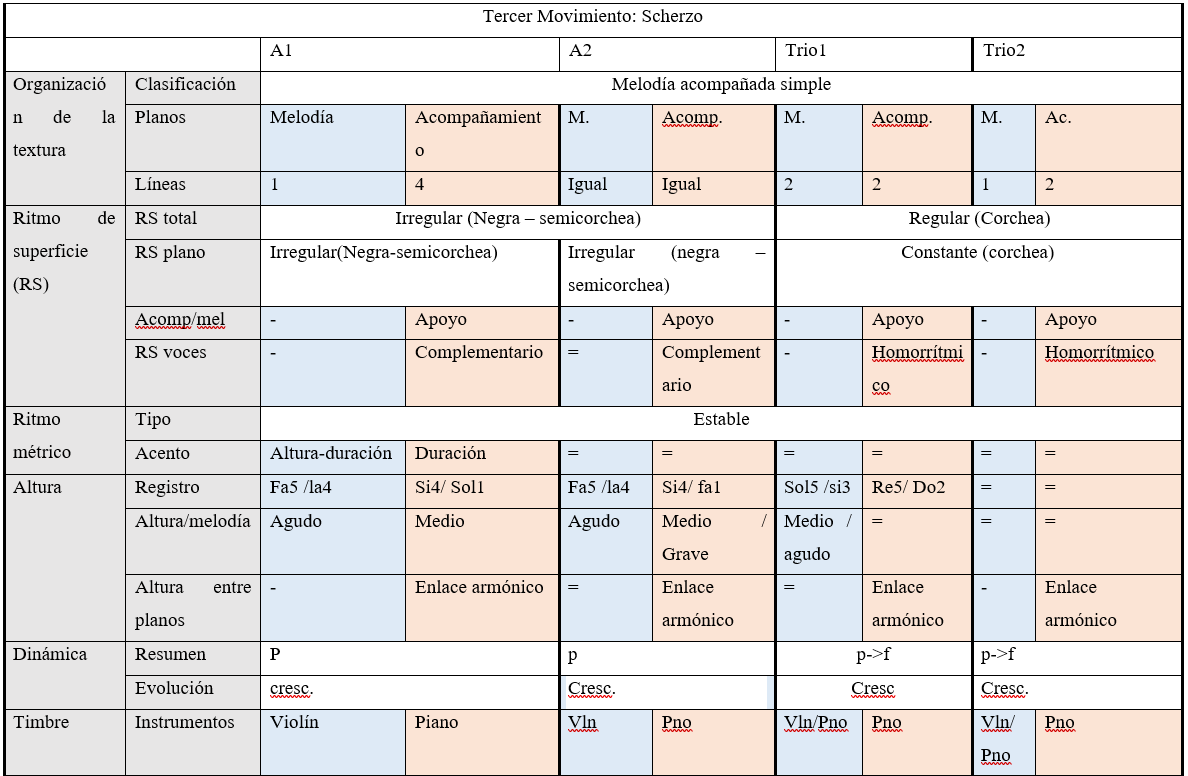 Tercer Movimiento: Scherzo
A1 A2 Trio1 Trio2
Organizació Clasificación Melodía acompañada simple
n de la Planos Melodía Acompañamient M. Acomp. M. Acomp. M. Ac.
textura o
Líneas 1 4 Igual Igual 2 2 1 2
Ritmo de RS total Irregular (Negra – semicorchea) Regular (Corchea)
superficie RS plano Irregular(Negra-semicorchea) Irregular (negra – Constante (corchea)
(RS) semicorchea)
Acomp/mel - Apoyo - Apoyo - Apoyo - Apoyo
RS voces - Complementario = Complement - Homorrítmi - Homorrítmico
ario co
Ritmo Tipo Estable
métrico Acento Altura-duración Duración = = = = = =
Altura Registro Fa5 /la4 Si4/ Sol1 Fa5 /la4 Si4/ fa1 Sol5 /si3 Re5/ Do2 = =
Altura/melodía Agudo Medio Agudo Medio / Medio / = = =
Grave agudo
Altura entre - Enlace armónico = Enlace = Enlace - Enlace
planos armónico armónico armónico
Dinámica Resumen P p p->f p->f
Evolución cresc. Cresc. Cresc Cresc.
Timbre Instrumentos Violín Piano Vln Pno Vln/Pno Pno Vln/ Pno
Pno